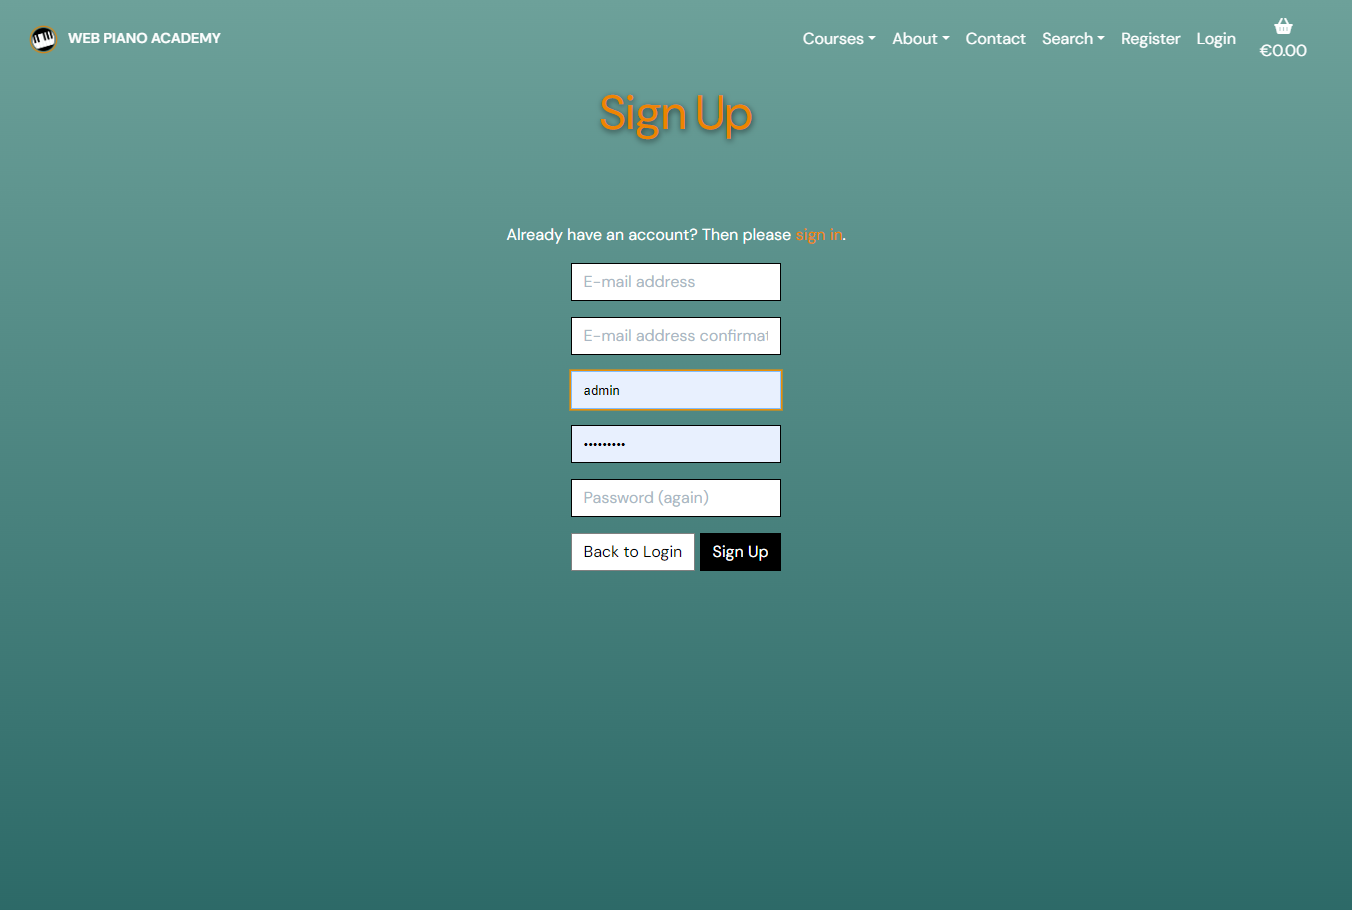 WEB PIANO ACADEMY
Courses About Contact Search Register Login
€0.00
Sign Up
Already have an account? Then please sign in.
E-mail address
E-mail address confirmat
admin
•••••••••
Password (again)
Back to Login Sign Up